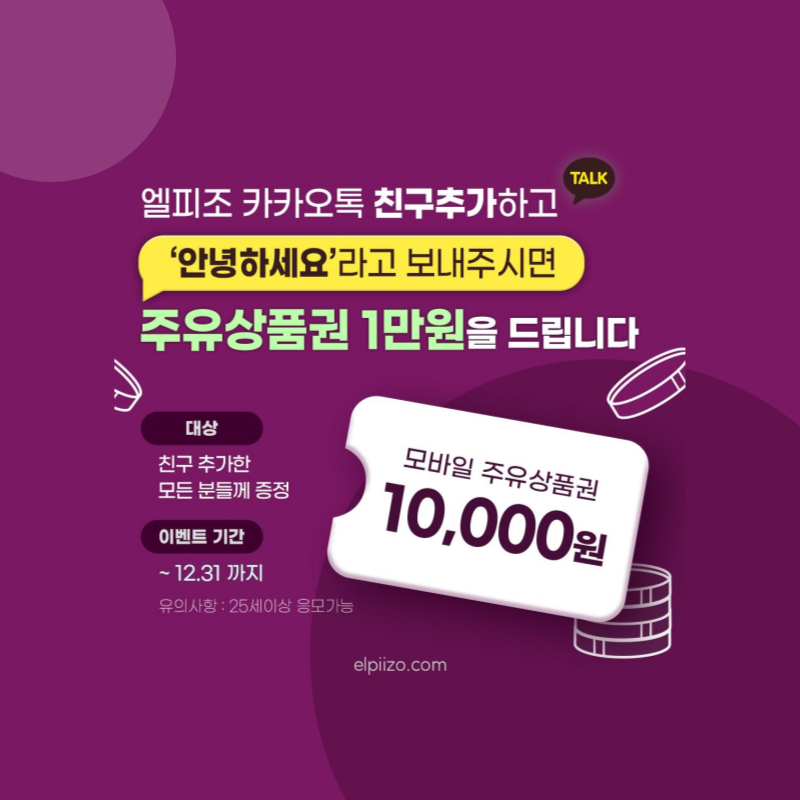 엘피조 카카오톡 친구추가하고
TALK
‘안녕하세요’라고 보내주시면
주유상품권 1만원을 드립니다
대상
친구 추가한
모든 분들께 증정
이벤트 기간
~ 12.31 까지
유의사항 : 25세이상 응모가능
모바일 주유상품권
10,000원
elpiizo.com